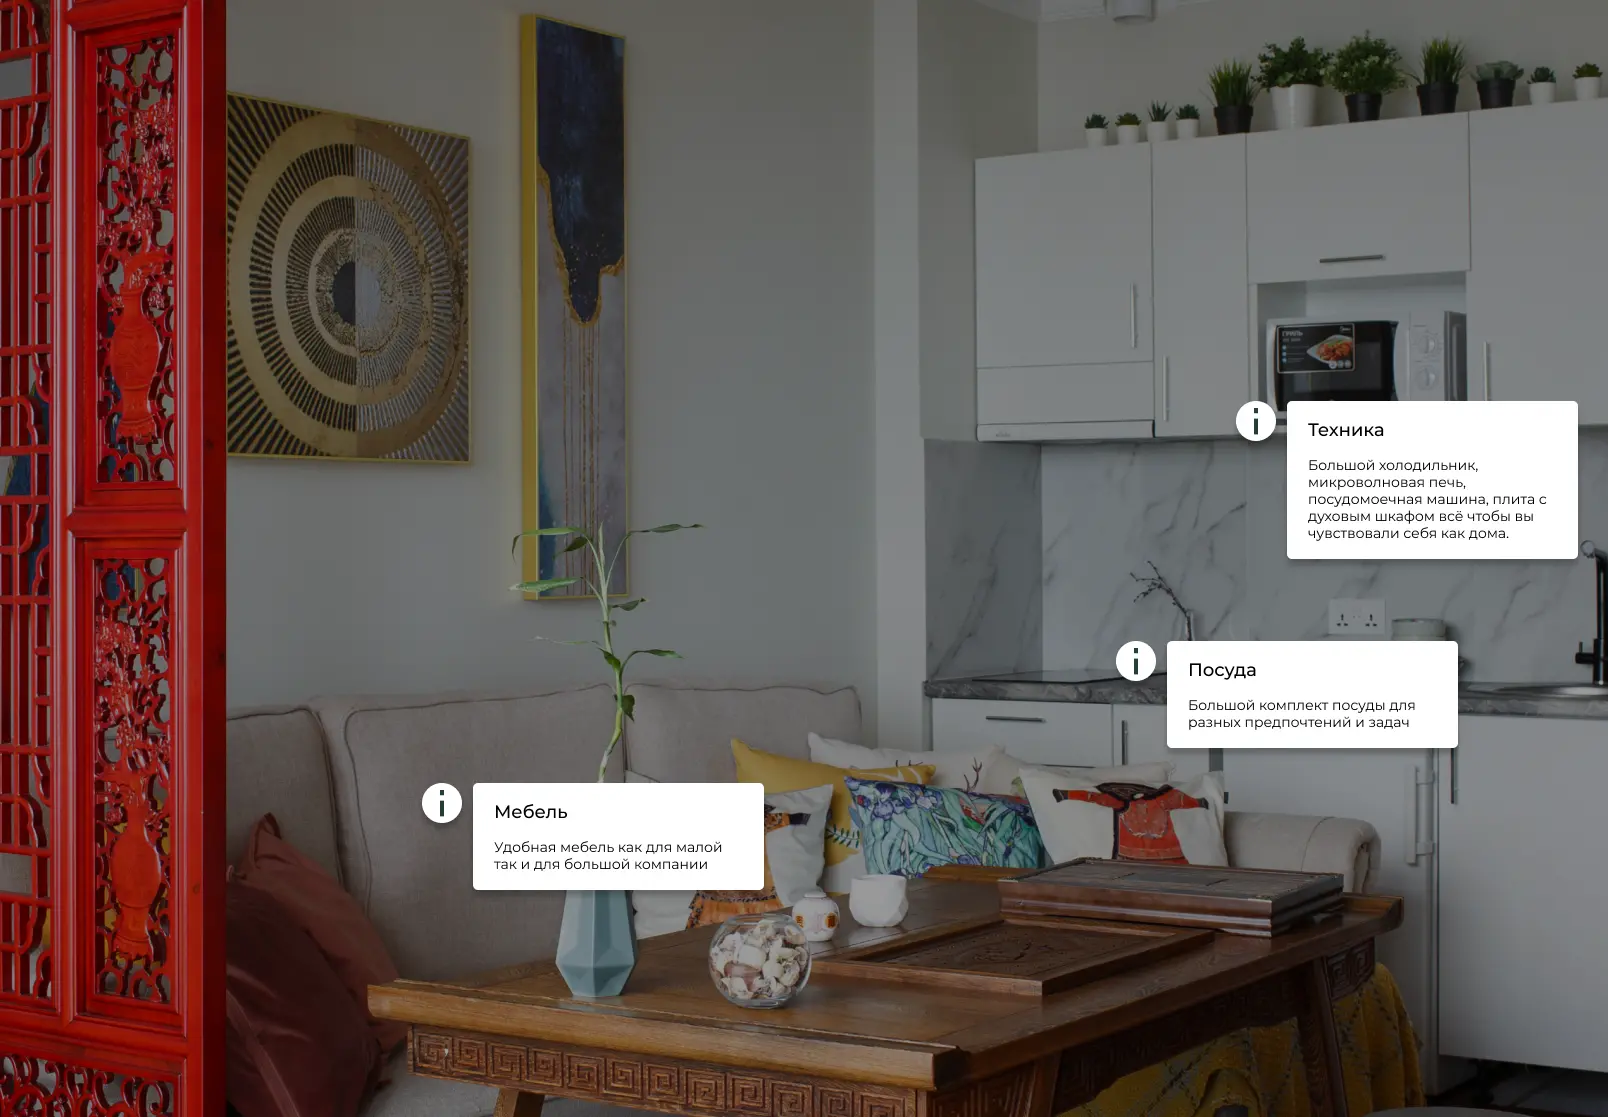 Техника
Большой холодильник,
микроволновая печь,
посудомоечная машина, плита с
духовым шкафом всё чтобы вы
чувствовали себя как дома.
Посуда
Большой комплект посуды для
разных предпочтений и задач
Мебель
Удобная мебель как для малой
так и для большой компании